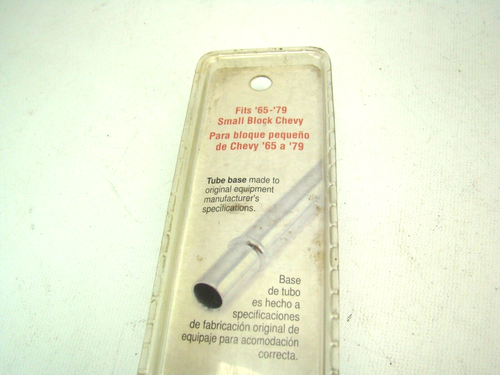 Fits '65-'79
Small Block Chevy
Para bloque pequeño
de Chevy '65 a '79
Tube base made to
original equipment
manufacturer's
specifications.
Base
de tubo
es hecho a
specificaciones
de fabricación original de
equipaje para acomodación
correcta.